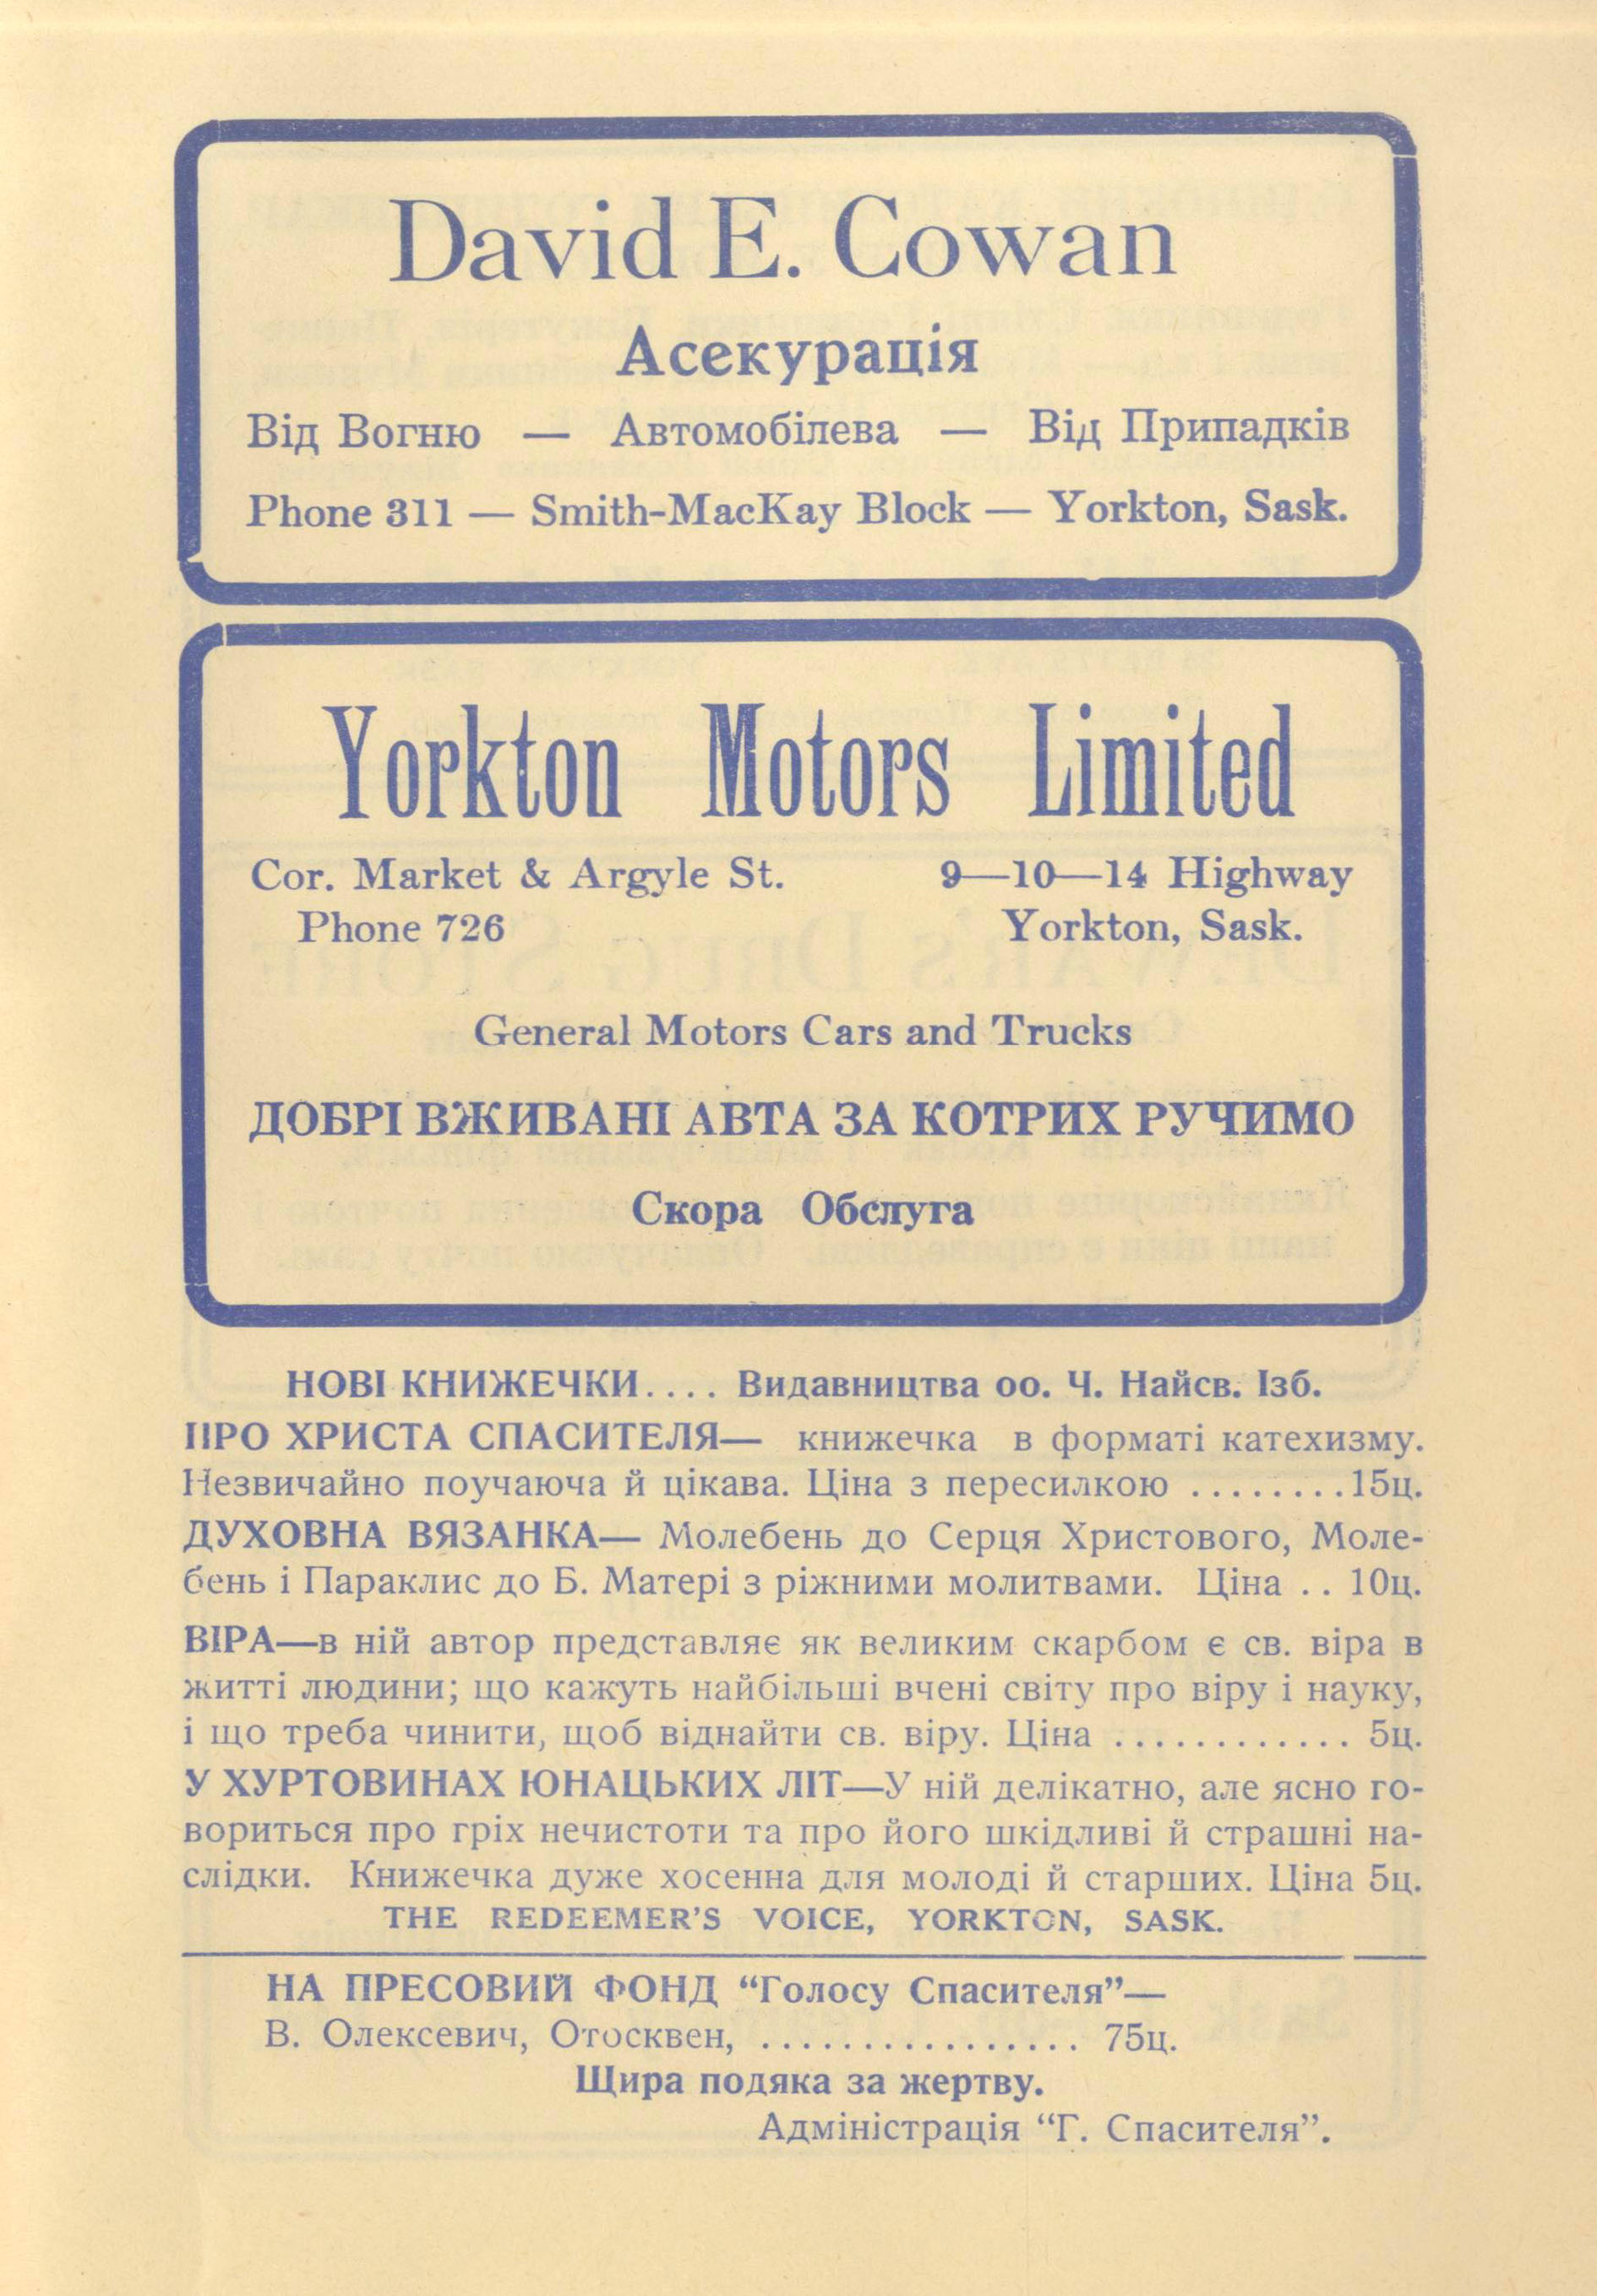 David E. Cowan
Асекурація
Від Вогню — Автомобілева — Від Припадків
Phone 311 — Smith-MacKay Block — Yorkton, Sask.
Yorkton Motors Limited
Cor. Market & Argyle St. 9—10—14 Highway
Phone 726 Yorkton, Sask.
General Motors Cars and Trucks
ДОБРІ ВЖИВАНІ АВТА ЗА КОТРИХ РУЧИМО
Скора Обслуга
НОВІ КНИЖЕЧКИ.... Видавництва оо. Ч. Найсв. Ізб.
ПРО ХРИСТА СПАСИТЕЛЯ— книжечка в форматі катехизму.
Незвичайно поучаюча й цікава. Ціна з пересилкою ........15ц.
ДУХОВНА ВЯЗАНКА— Молебень до Серця Христового, Моле-
бень і Параклис до Б. Матері з ріжними молитвами. Ціна .. 10ц.
ВІРА—в ній автор представляє як великим скарбом є св. віра в
житті людини; що кажуть найбільші вчені світу про віру і науку,
і що треба чинити, щоб віднайти св. віру. Ціна ............ 5ц.
У ХУРТОВИНАХ ЮНАЦЬКИХ ЛІТ—У ній делікатно, але ясно го-
вориться про гріх нечистоти та про його шкідливі й страшні на-
слідки. Книжечка дуже хосенна для молоді й старших. Ціна 5ц.
THE REDEEMER'S VOICE, YORKTON, SASK.
НА ПРЕСОВИЙ ФОНД “Голосу Спасителя”—
В. Олексевич, Отосквен, ................ 75ц.
Щира подяка за жертву.
Адміністрація “Г. Спасителя”.